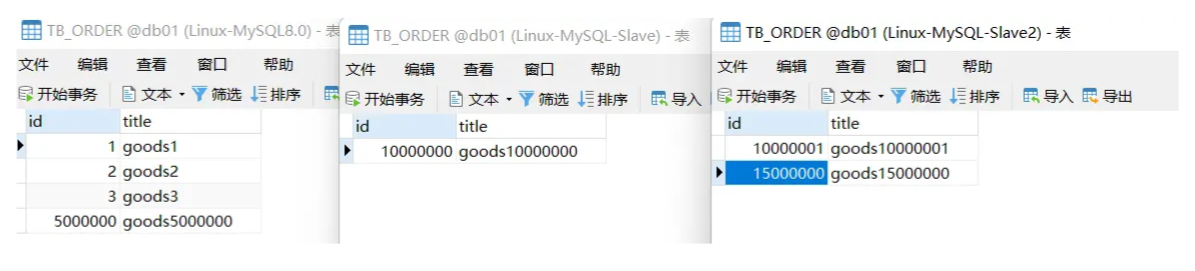 TB_ORDER @db01 (Linux-MySQL8.0) - 表
文件 编辑 查看 窗口 帮助
开始事务 文本 筛选 排序
id title
1 goods1
2 goods2
3 goods3
5000000 goods5000000
TB_ORDER @db01 (Linux-MySQL-Slave) - 表
文件 编辑 查看 窗口 帮助
开始事务 文本 筛选 排序 导入
id title
10000000 goods10000000
TB_ORDER @db01 (Linux-MySQL-Slave2) - 表
文件 编辑 查看 窗口 帮助
开始事务 文本 筛选 排序 导入 导出
id title
10000001 goods10000001
15000000 goods15000000